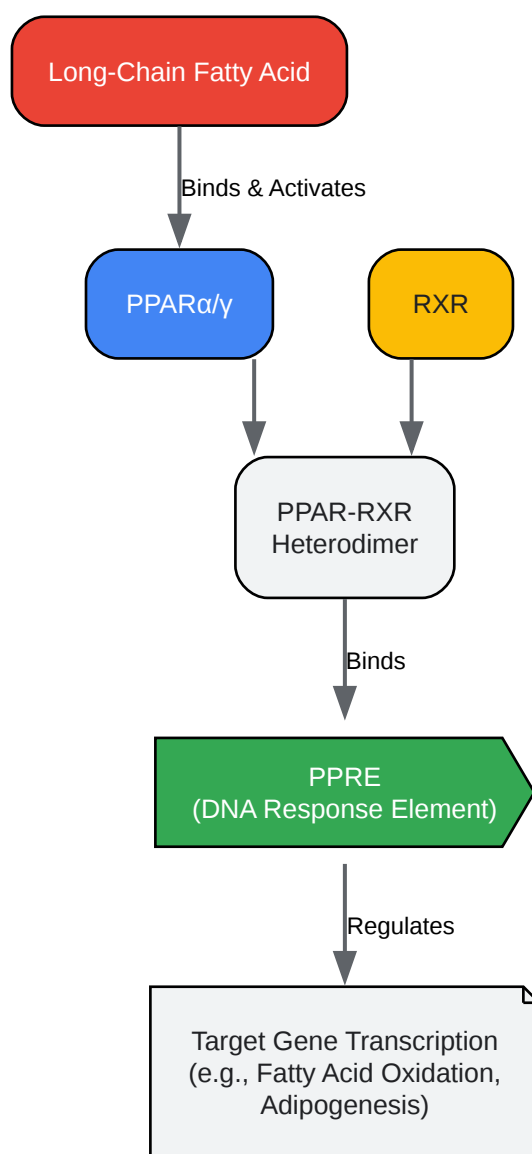 Long-Chain Fatty Acid
Binds & Activates
PPARα/γ
RXR
PPAR-RXR
Heterodimer
Binds
PPRE
(DNA Response Element)
Regulates
Target Gene Transcription
(e.g., Fatty Acid Oxidation,
Adipogenesis)